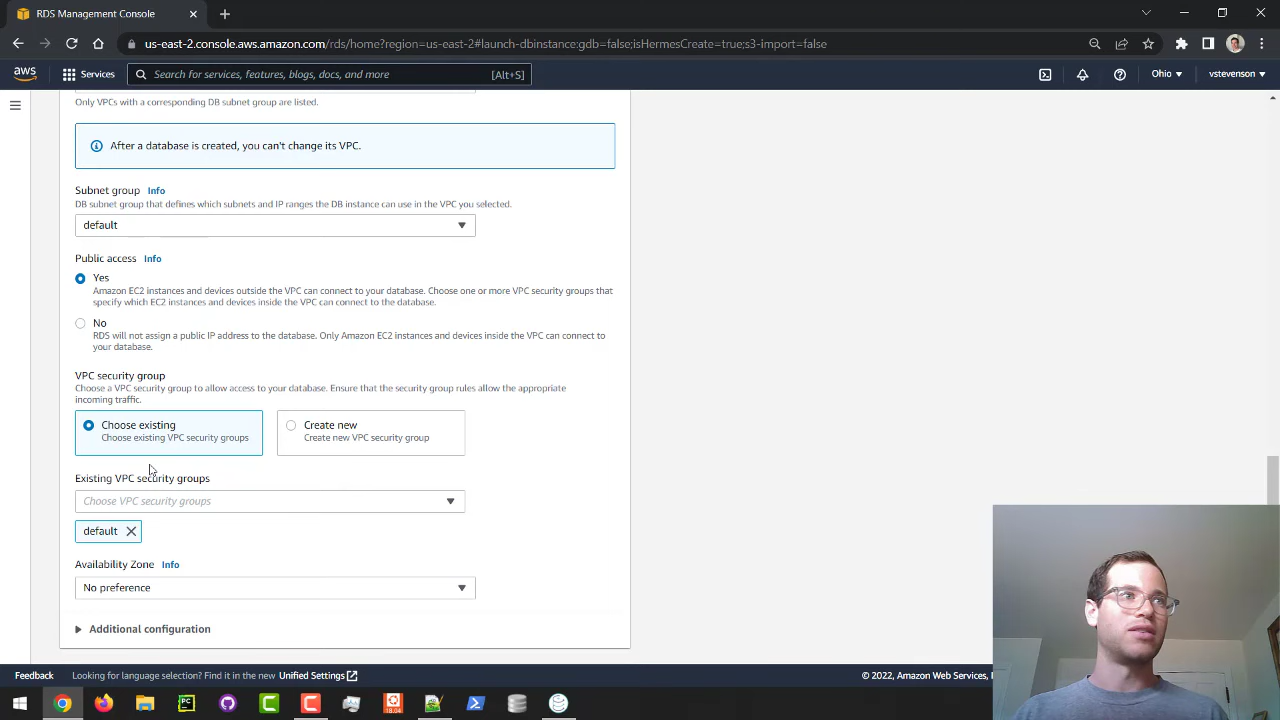 RDS Management Console
us-east-2.console.aws.amazon.com/rds/home?region=us-east-2#launch-dbinstance:gdb=false;isHermesCreate=true;s3-import=false
aws
Services
Search for services, features, blogs, docs, and more
[Alt+S]
Ohio
vstevenson
Only VPCs with a corresponding DB subnet group are listed.
After a database is created, you can't change its VPC.
Subnet group Info
DB subnet group that defines which subnets and IP ranges the DB instance can use in the VPC you selected.
default
Public access Info
Yes
Amazon EC2 instances and devices outside the VPC can connect to your database. Choose one or more VPC security groups that
specify which EC2 instances and devices inside the VPC can connect to the database.
No
RDS will not assign a public IP address to the database. Only Amazon EC2 instances and devices inside the VPC can connect to
your database.
VPC security group
Choose a VPC security group to allow access to your database. Ensure that the security group rules allow the appropriate
incoming traffic.
Choose existing
Choose existing VPC security groups
Create new
Create new VPC security group
Existing VPC security groups
Choose VPC security groups
default
Availability Zone Info
No preference
Additional configuration
Feedback
Looking for language selection? Find it in the new Unified Settings
© 2022, Amazon Web Services,
PC
18.04